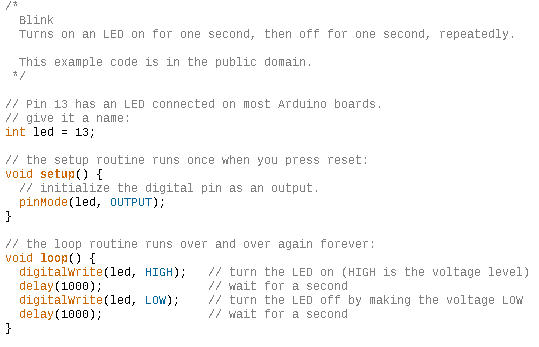 /*
  Blink
  Turns on an LED on for one second, then off for one second, repeatedly.

  This example code is in the public domain.
 */

// Pin 13 has an LED connected on most Arduino boards.
// give it a name:
int led = 13;

// the setup routine runs once when you press reset:
void setup() {
  // initialize the digital pin as an output.
  pinMode(led, OUTPUT);
}

// the loop routine runs over and over again forever:
void loop() {
  digitalWrite(led, HIGH);   // turn the LED on (HIGH is the voltage level)
  delay(1000);               // wait for a second
  digitalWrite(led, LOW);    // turn the LED off by making the voltage LOW
  delay(1000);               // wait for a second
}